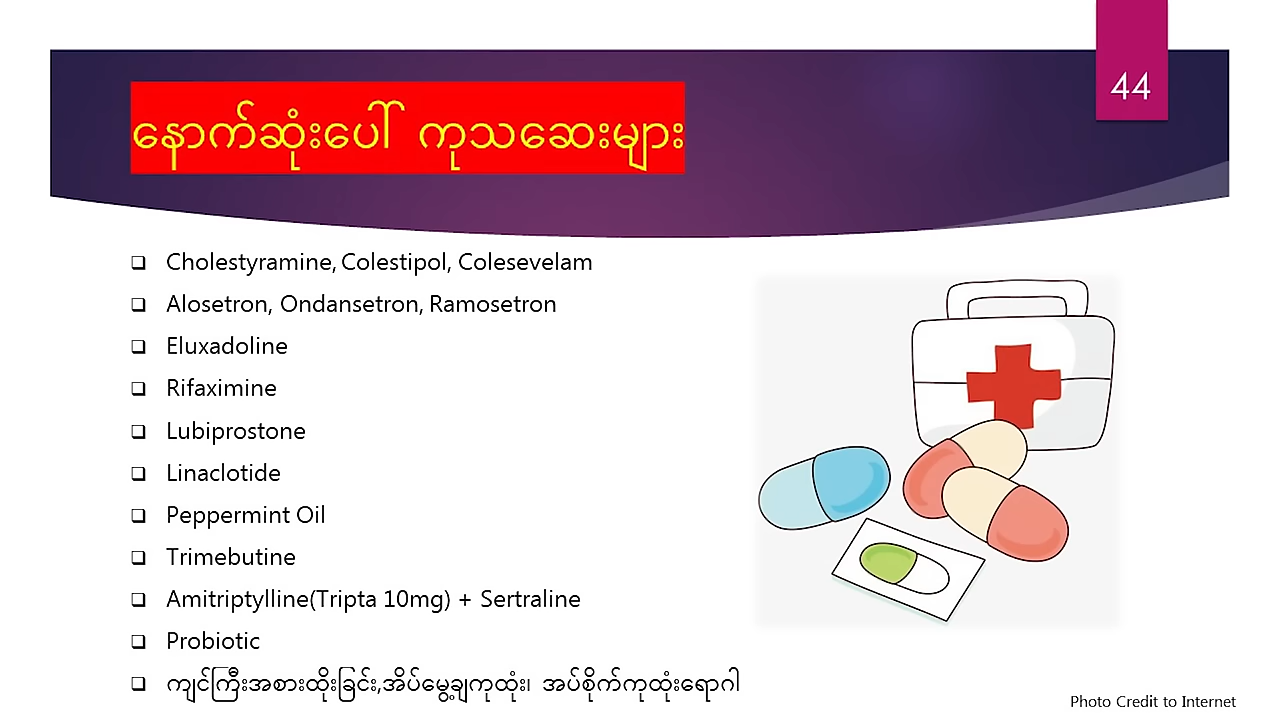 44
နောက်ဆုံးပေါ် ကုသဆေးများ
Cholestyramine, Colestipol, Colesevelam
Alosetron, Ondansetron, Ramosetron
Eluxadoline
Rifaximine
Lubiprostone
Linaclotide
Peppermint Oil
Trimebutine
Amitriptylline(Tripta 10mg) + Sertraline
Probiotic
ကျင်ကြီးအစားထိုးခြင်း,အိပ်မွေ့ချကုထုံး၊ အပ်စိုက်ကုထုံးရောဂါ
Photo Credit to Internet